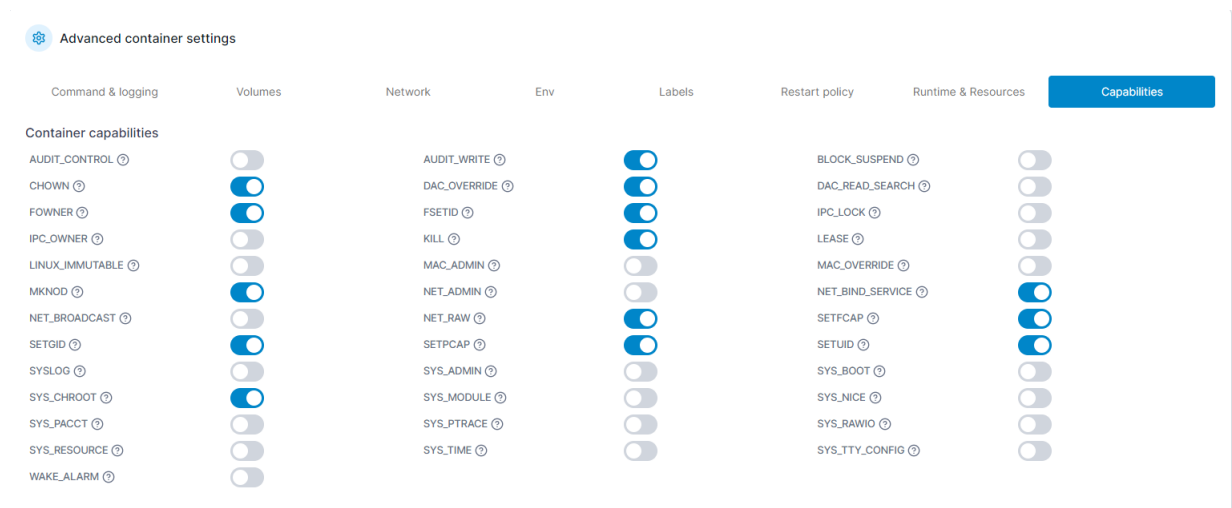 Advanced container settings
Command & logging Volumes Network Env Labels Restart policy Runtime & Resources Capabilities
Container capabilities
AUDIT_CONTROL AUDIT_WRITE BLOCK_SUSPEND
CHOWN DAC_OVERRIDE DAC_READ_SEARCH
FOWNER FSETID IPC_LOCK
IPC_OWNER KILL LEASE
LINUX_IMMUTABLE MAC_ADMIN MAC_OVERRIDE
MKNOD NET_ADMIN NET_BIND_SERVICE
NET_BROADCAST NET_RAW SETFCAP
SETGID SETPCAP SETUID
SYSLOG SYS_ADMIN SYS_BOOT
SYS_CHROOT SYS_MODULE SYS_NICE
SYS_PACCT SYS_PTRACE SYS_RAWIO
SYS_RESOURCE SYS_TIME SYS_TTY_CONFIG
WAKE_ALARM